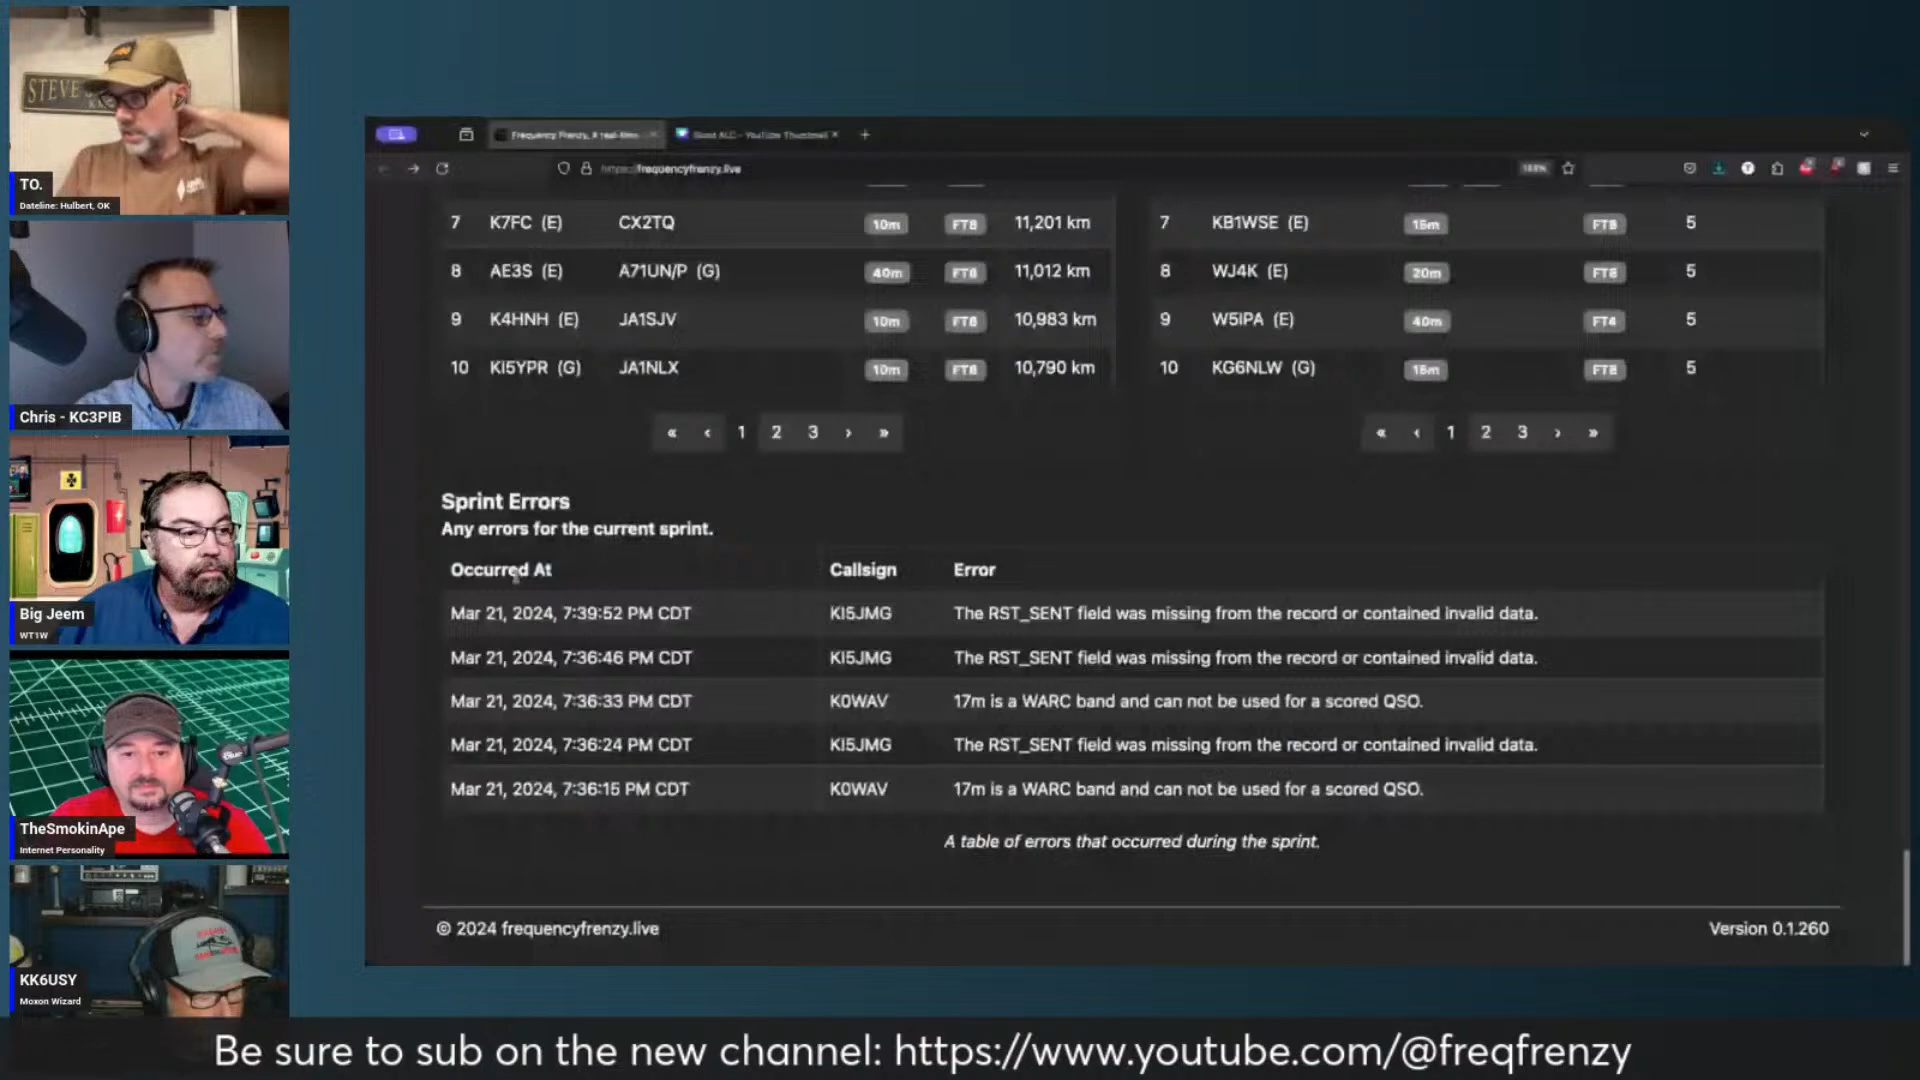 STEVE
TO.
Dateline: Hulbert, OK
Chris - KC3PIB
Big Jeem
WT1W
TheSmokinApe
Internet Personality
Blue
KK6USY
Moxon Wizard
Frequency Frenzy, A real-time
YouTube Thumbnail
https://frequencyfrenzy.live
7 K7FC (E) CX2TQ 10m FT8 11,201 km
8 AE3S (E) A71UN/P (G) 40m FT8 11,012 km
9 K4HNH (E) JA1SJV 10m FT8 10,983 km
10 KI5YPR (G) JA1NLX 10m FT8 10,790 km
« ‹ 1 2 3 › »
7 KB1WSE (E) 15m FT8 5
8 WJ4K (E) 20m FT8 5
9 W5IPA (E) 40m FT4 5
10 KG6NLW (G) 15m FT8 5
« ‹ 1 2 3 › »
Sprint Errors
Any errors for the current sprint.
Occurred At Callsign Error
Mar 21, 2024, 7:39:52 PM CDT KI5JMG The RST_SENT field was missing from the record or contained invalid data.
Mar 21, 2024, 7:36:46 PM CDT KI5JMG The RST_SENT field was missing from the record or contained invalid data.
Mar 21, 2024, 7:36:33 PM CDT K0WAV 17m is a WARC band and can not be used for a scored QSO.
Mar 21, 2024, 7:36:24 PM CDT KI5JMG The RST_SENT field was missing from the record or contained invalid data.
Mar 21, 2024, 7:36:15 PM CDT K0WAV 17m is a WARC band and can not be used for a scored QSO.
A table of errors that occurred during the sprint.
© 2024 frequencyfrenzy.live
Version 0.1.260
Be sure to sub on the new channel: https://www.youtube.com/@freqfrenzy